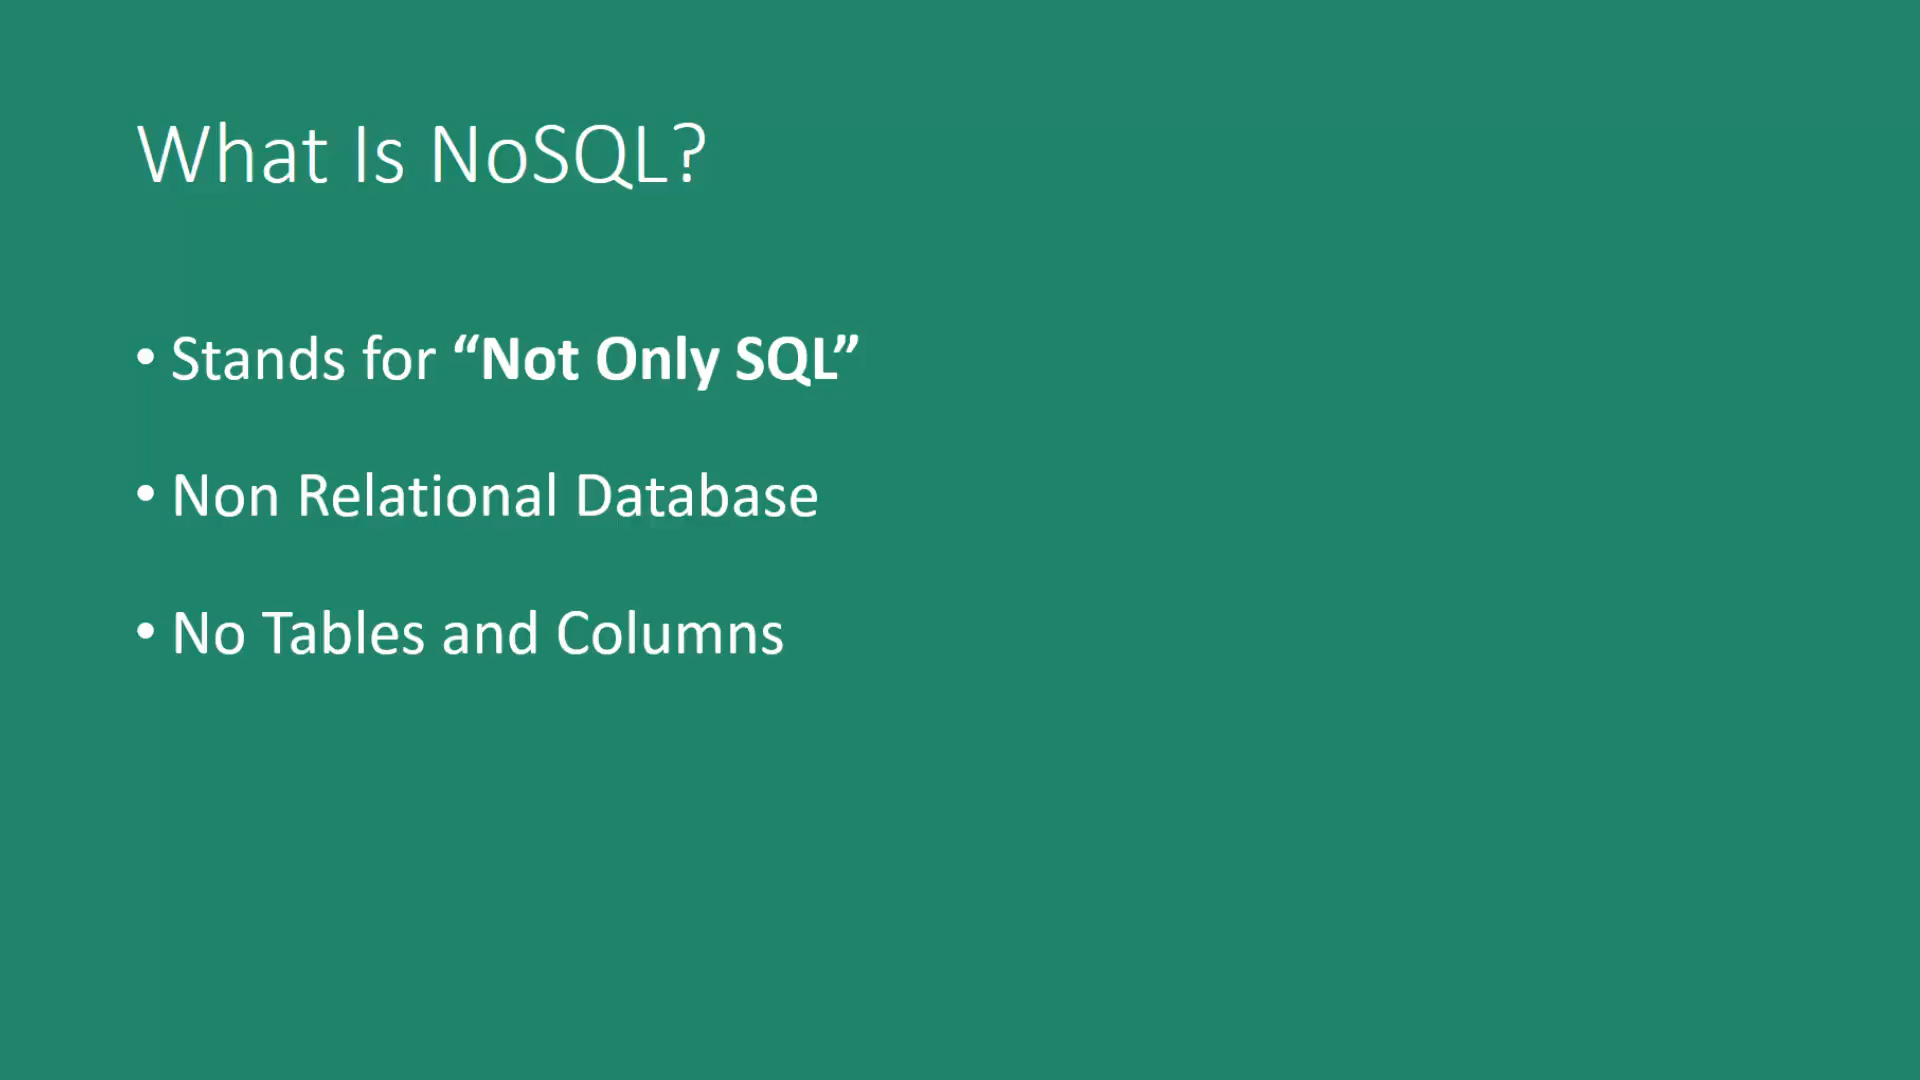 What Is NoSQL?
• Stands for “Not Only SQL”
• Non Relational Database
• No Tables and Columns